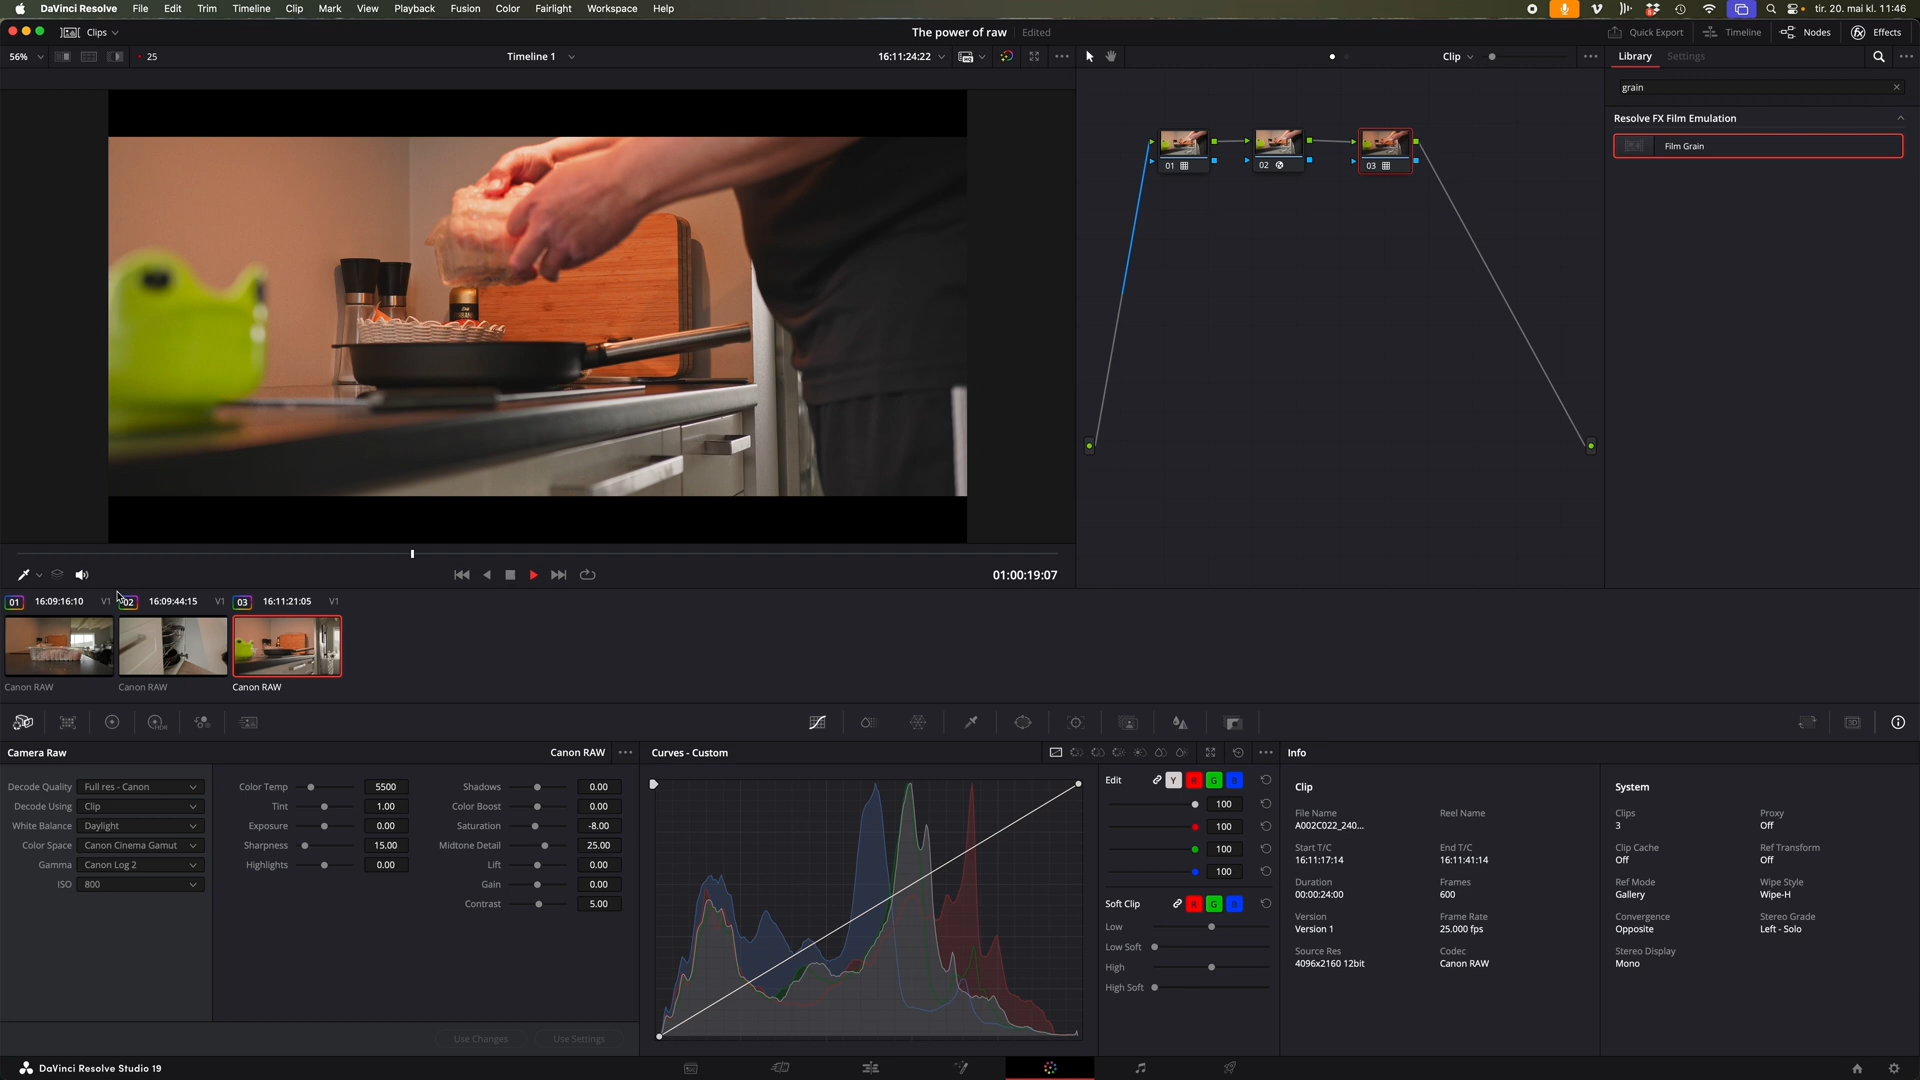 DaVinci Resolve File Edit Trim Timeline Clip Mark View Playback Fusion Color Fairlight Workspace Help tir. 20. mai kl. 11:46
Clips The power of raw Edited Quick Export Timeline Nodes Effects
56% 25 Timeline 1 16:11:24:22 Clip Library Settings
grain
Resolve FX Film Emulation
Film Grain
01 02 03
01:00:19:07
01 16:09:16:10 V1 02 16:09:44:15 V1 03 16:11:21:05 V1
Canon RAW Canon RAW Canon RAW
Camera Raw Canon RAW Curves - Custom Info
Decode Quality Full res - Canon
Decode Using Clip
White Balance Daylight
Color Space Canon Cinema Gamut
Gamma Canon Log 2
ISO 800
Color Temp 5500
Tint 1.00
Exposure 0.00
Sharpness 15.00
Highlights 0.00
Shadows 0.00
Color Boost 0.00
Saturation -8.00
Midtone Detail 25.00
Lift 0.00
Gain 0.00
Contrast 5.00
Use Changes Use Settings
Edit Y R G B
100
100
100
100
Soft Clip R G B
Low
Low Soft
High
High Soft
Clip
File Name Reel Name
A002C022_240...
Start T/C End T/C
16:11:17:14 16:11:41:14
Duration Frames
00:00:24:00 600
Version Frame Rate
Version 1 25.000 fps
Source Res Codec
4096x2160 12bit Canon RAW
System
Clips Proxy
3 Off
Clip Cache Ref Transform
Off Off
Ref Mode Wipe Style
Gallery Wipe-H
Convergence Stereo Grade
Opposite Left - Solo
Stereo Display
Mono
DaVinci Resolve Studio 19